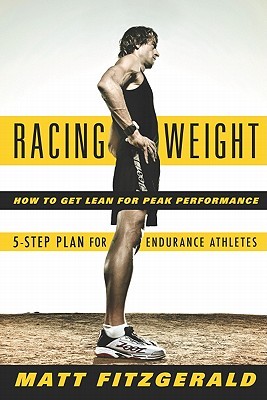 RACING WEIGHT
HOW TO GET LEAN FOR PEAK PERFORMANCE
5-STEP PLAN FOR ENDURANCE ATHLETES
MATT FITZGERALD